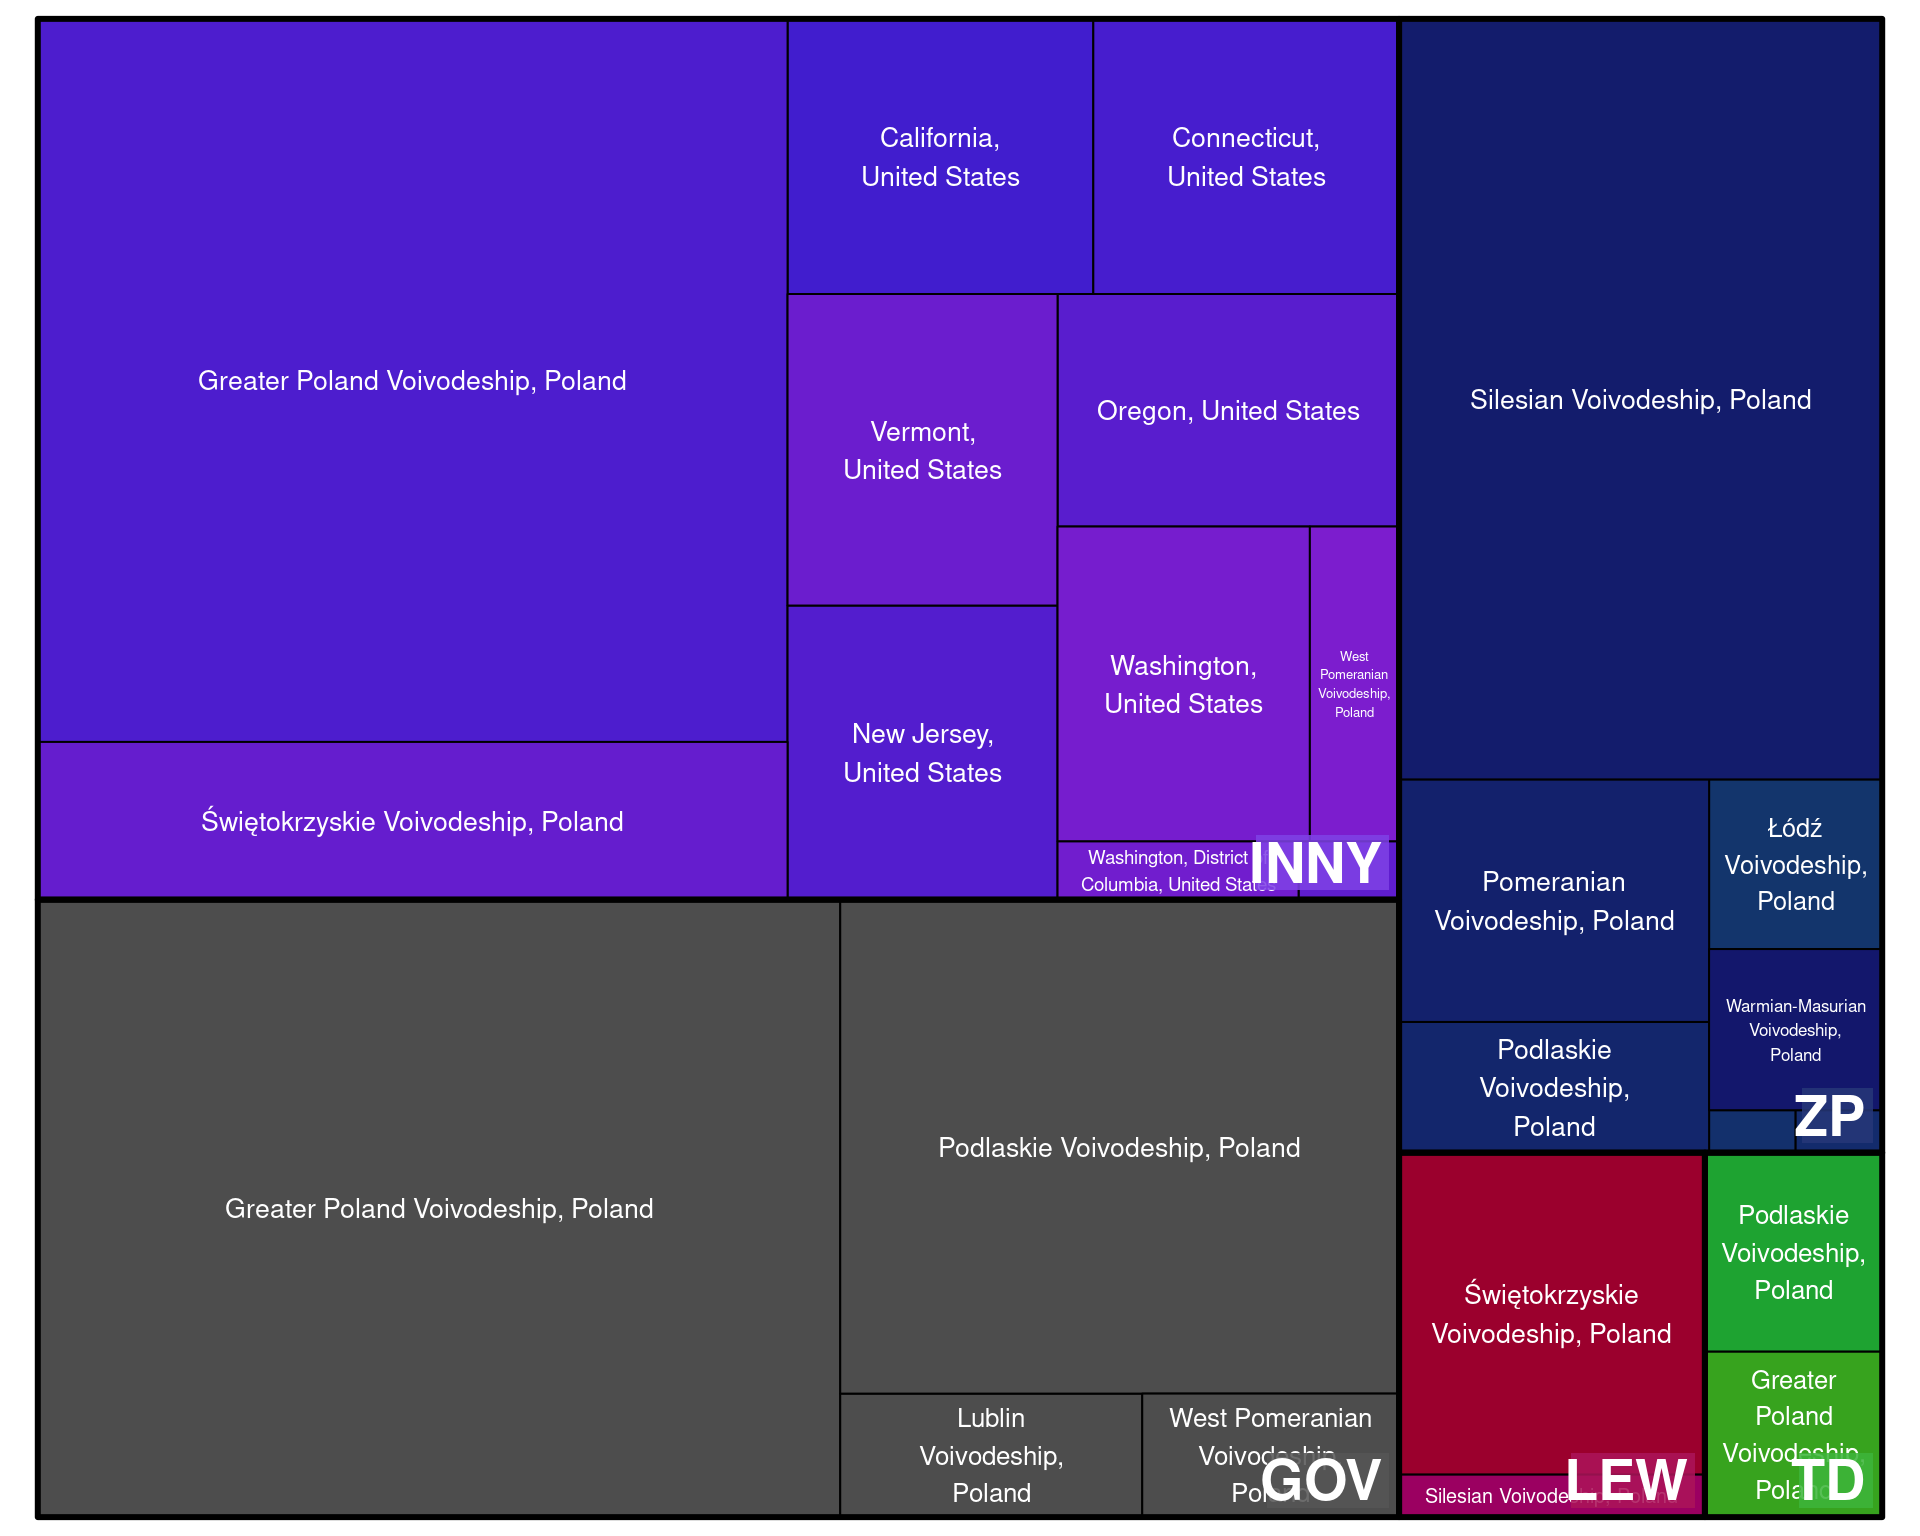 Greater Poland Voivodeship, Poland
Świętokrzyskie Voivodeship, Poland
California,
United States
Connecticut,
United States
Vermont,
United States
Oregon, United States
New Jersey,
United States
Washington,
United States
West
Pomeranian
Voivodeship,
Poland
Washington, District of
Columbia, United States
INNY
Greater Poland Voivodeship, Poland
Podlaskie Voivodeship, Poland
Lublin
Voivodeship,
Poland
West Pomeranian
Voivodeship,
Poland
GOV
Silesian Voivodeship, Poland
Pomeranian
Voivodeship, Poland
Łódź
Voivodeship,
Poland
Warmian-Masurian
Voivodeship,
Poland
Podlaskie
Voivodeship,
Poland
ZP
Świętokrzyskie
Voivodeship, Poland
Silesian Voivodeship, Poland
LEW
Podlaskie
Voivodeship,
Poland
Greater
Poland
Voivodeship,
Poland
TD